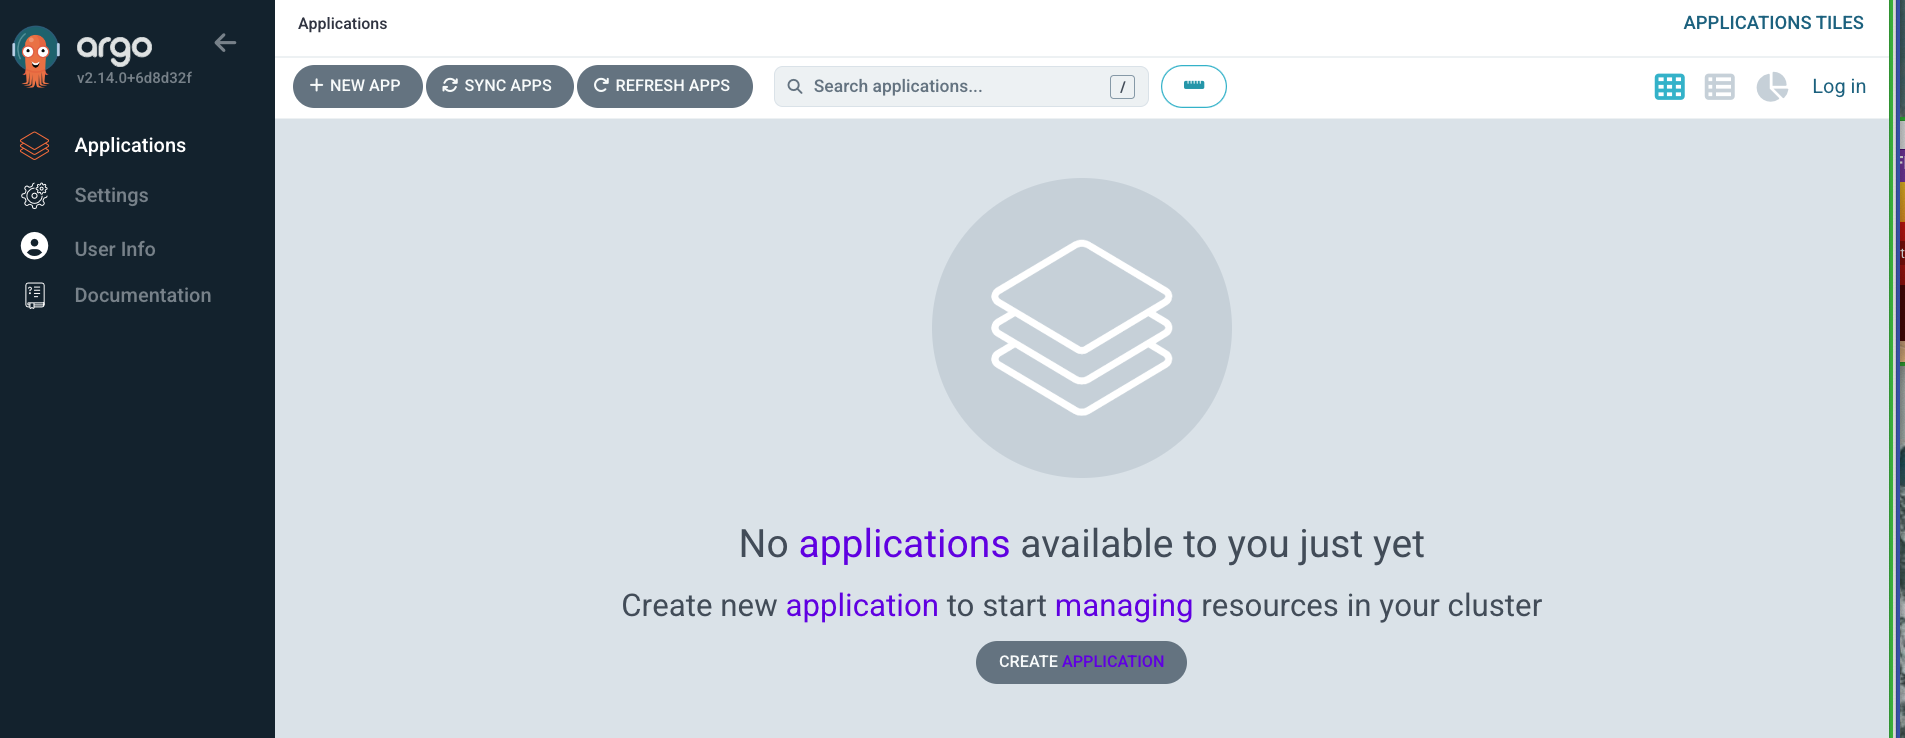 argo
v2.14.0+6d8d32f
Applications
Settings
User Info
Documentation
Applications
APPLICATIONS TILES
NEW APP
SYNC APPS
REFRESH APPS
Search applications...
/
Log in
No applications available to you just yet
Create new application to start managing resources in your cluster
CREATE APPLICATION